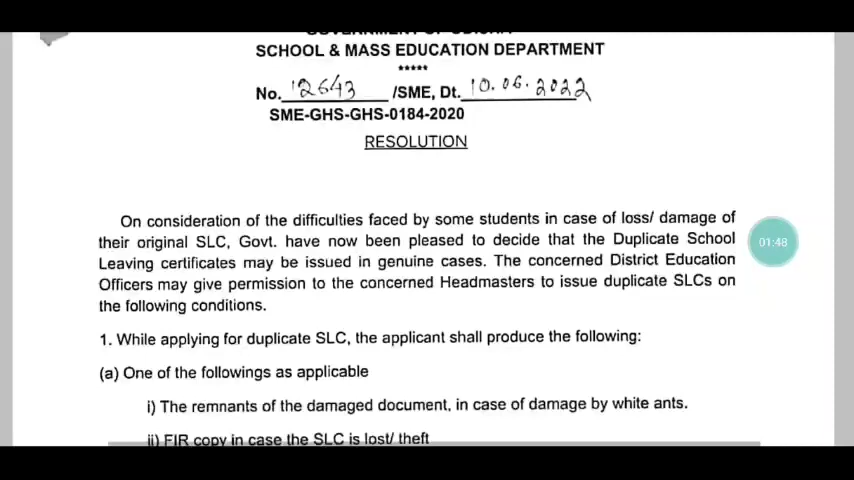 GOVERNMENT OF ODISHA
SCHOOL & MASS EDUCATION DEPARTMENT
*****
No. 12643 /SME, Dt. 10.06.2022
SME-GHS-GHS-0184-2020
RESOLUTION
On consideration of the difficulties faced by some students in case of loss/ damage of
their original SLC, Govt. have now been pleased to decide that the Duplicate School
01:48
Leaving certificates may be issued in genuine cases. The concerned District Education
Officers may give permission to the concerned Headmasters to issue duplicate SLCs on
the following conditions.
1. While applying for duplicate SLC, the applicant shall produce the following:
(a) One of the followings as applicable
i) The remnants of the damaged document, in case of damage by white ants.
ii) FIR copy in case the SLC is lost/ theft